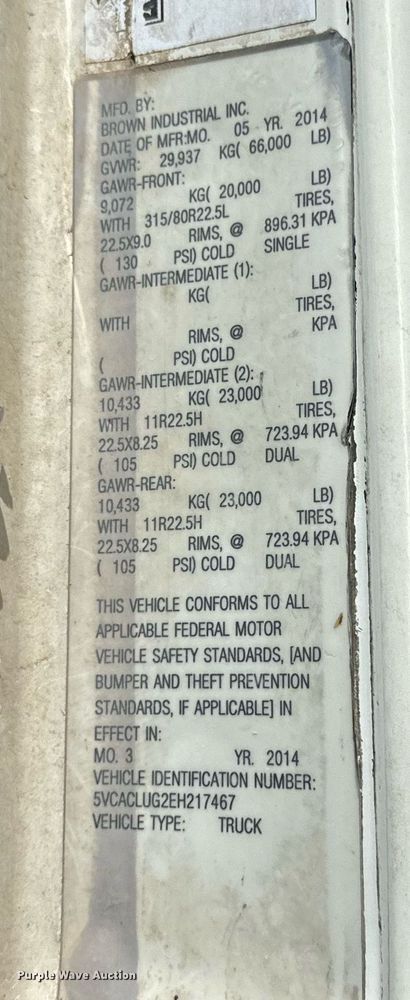 MFD. BY:
BROWN INDUSTRIAL INC.
DATE OF MFR:MO. 05 YR. 2014
GVWR: 29,937 KG( 66,000 LB)
GAWR-FRONT:
9,072 KG( 20,000 LB)
WITH 315/80R22.5L TIRES,
22.5X9.0 RIMS, @ 896.31 KPA
( 130 PSI) COLD SINGLE
GAWR-INTERMEDIATE (1):
KG( LB)
WITH TIRES,
RIMS, @ KPA
( PSI) COLD
GAWR-INTERMEDIATE (2):
10,433 KG( 23,000 LB)
WITH 11R22.5H TIRES,
22.5X8.25 RIMS, @ 723.94 KPA
( 105 PSI) COLD DUAL
GAWR-REAR:
10,433 KG( 23,000 LB)
WITH 11R22.5H TIRES,
22.5X8.25 RIMS, @ 723.94 KPA
( 105 PSI) COLD DUAL
THIS VEHICLE CONFORMS TO ALL
APPLICABLE FEDERAL MOTOR
VEHICLE SAFETY STANDARDS, [AND
BUMPER AND THEFT PREVENTION
STANDARDS, IF APPLICABLE] IN
EFFECT IN:
MO. 3 YR. 2014
VEHICLE IDENTIFICATION NUMBER:
5VCACLUG2EH217467
VEHICLE TYPE: TRUCK
Purple Wave Auction